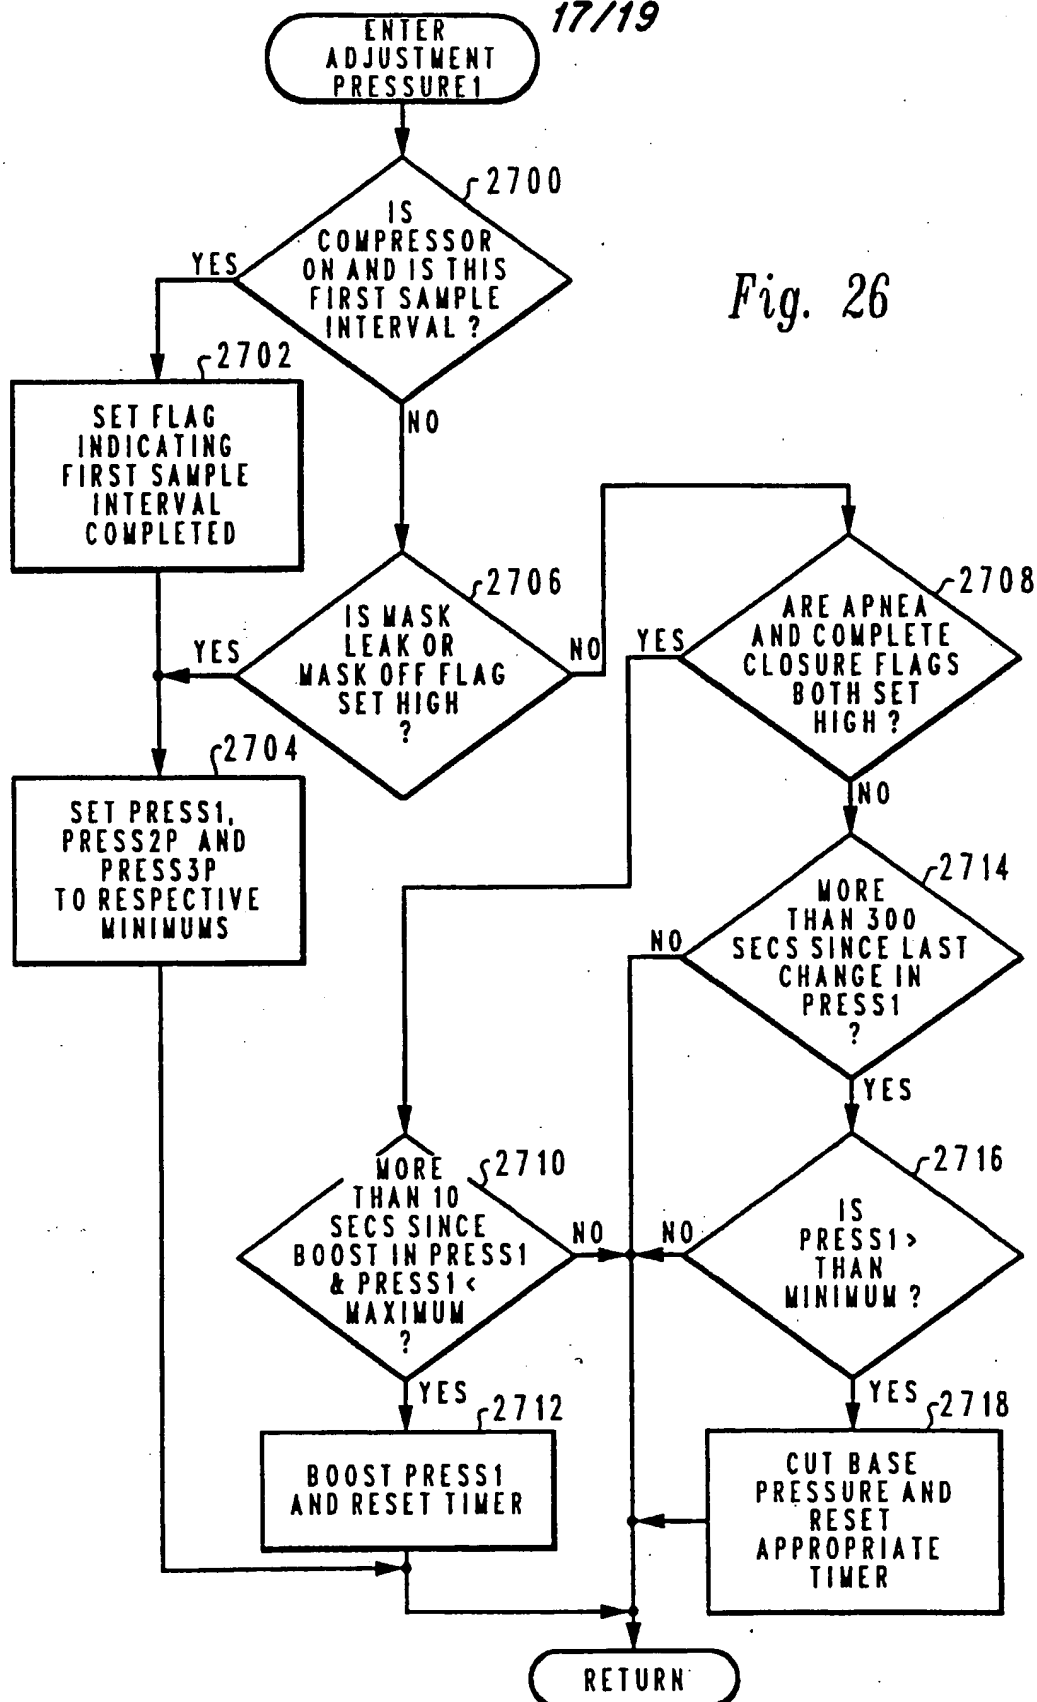 17/19
ENTER
ADJUSTMENT
PRESSURE1
2700
IS
COMPRESSOR
ON AND IS THIS
FIRST SAMPLE
INTERVAL ?
YES
NO
Fig. 26
2702
SET FLAG
INDICATING
FIRST SAMPLE
INTERVAL
COMPLETED
2706
IS MASK
LEAK OR
MASK OFF FLAG
SET HIGH
?
YES
NO
2708
ARE APNEA
AND COMPLETE
CLOSURE FLAGS
BOTH SET
HIGH ?
YES
NO
2704
SET PRESS1,
PRESS2P AND
PRESS3P
TO RESPECTIVE
MINIMUMS
2714
MORE
THAN 300
SECS SINCE LAST
CHANGE IN
PRESS1
?
NO
YES
2710
MORE
THAN 10
SECS SINCE
BOOST IN PRESS1
& PRESS1 <
MAXIMUM
?
NO
YES
2716
IS
PRESS1 >
THAN
MINIMUM ?
NO
YES
2712
BOOST PRESS1
AND RESET TIMER
2718
CUT BASE
PRESSURE AND
RESET
APPROPRIATE
TIMER
RETURN